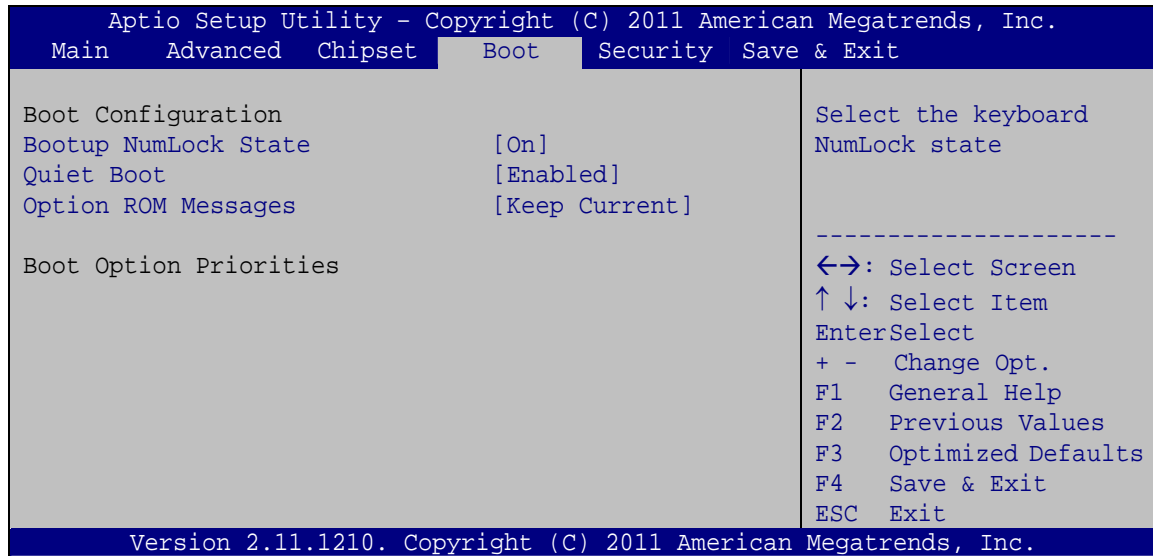 Aptio Setup Utility – Copyright (C) 2011 American Megatrends, Inc.
Main Advanced Chipset Boot Security Save & Exit
Boot Configuration
Bootup NumLock State [On]
Quiet Boot [Enabled]
Option ROM Messages [Keep Current]
Boot Option Priorities
Select the keyboard
NumLock state
---------------------
←→: Select Screen
↑ ↓: Select Item
EnterSelect
+ - Change Opt.
F1 General Help
F2 Previous Values
F3 Optimized Defaults
F4 Save & Exit
ESC Exit
Version 2.11.1210. Copyright (C) 2011 American Megatrends, Inc.